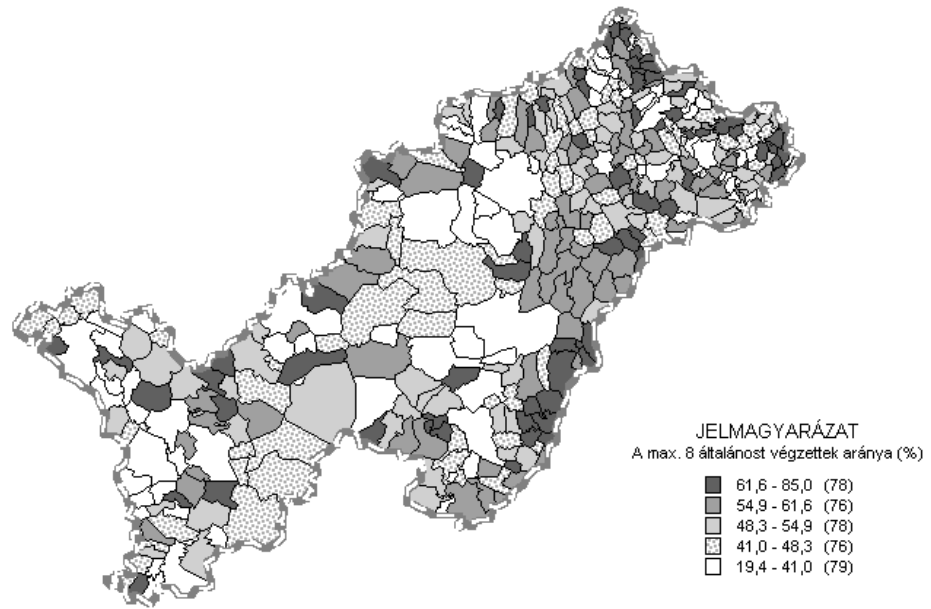 JELMAGYARÁZAT
A max. 8 általánost végzettek aránya (%)
61,6 - 85,0 (78)
54,9 - 61,6 (76)
48,3 - 54,9 (78)
41,0 - 48,3 (76)
19,4 - 41,0 (79)